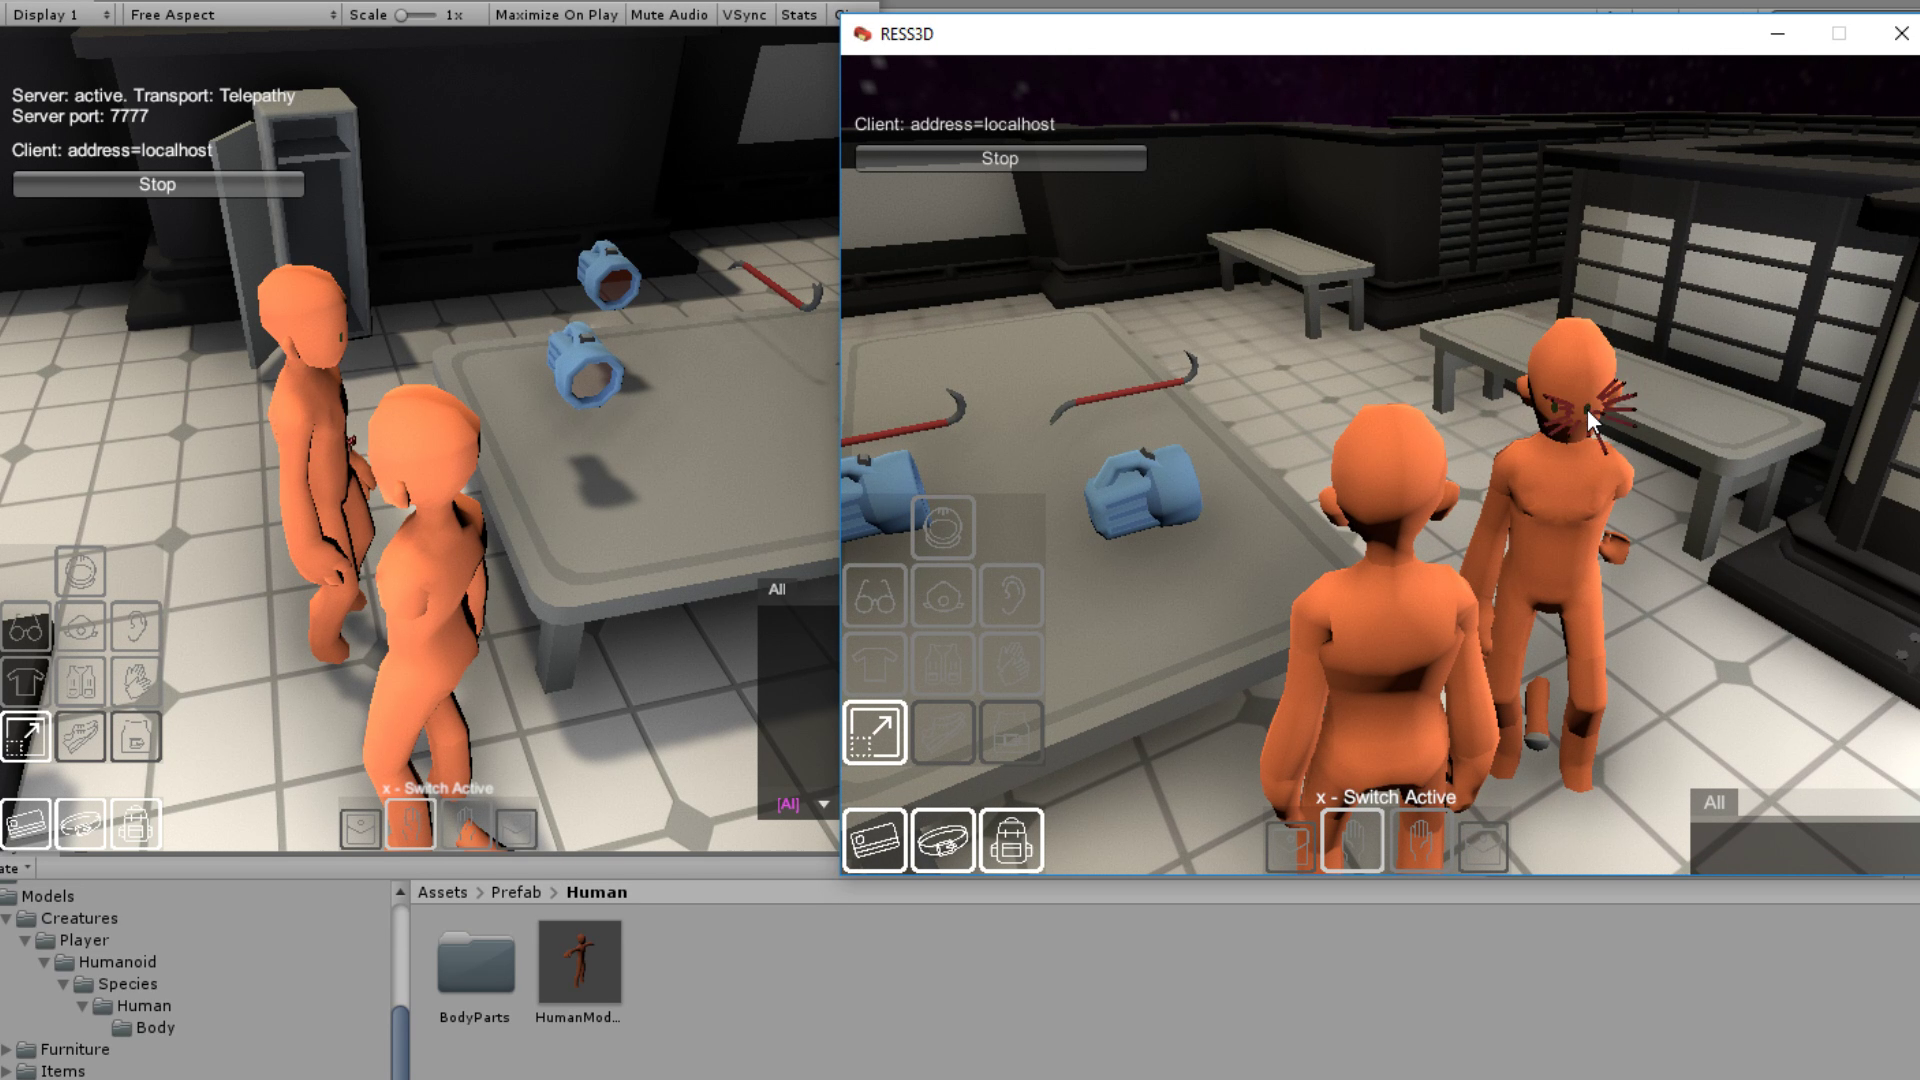 Display 1
Free Aspect
Scale 1x
Maximize On Play
Mute Audio
VSync
Stats
Server: active. Transport: Telepathy
Server port: 7777
Client: address=localhost
Stop
All
[Al]
x - Switch Active
RESS3D
Client: address=localhost
Stop
x - Switch Active
All
ate
Models
Creatures
Player
Humanoid
Species
Human
Body
Furniture
Items
Assets > Prefab > Human
BodyParts
HumanMod...